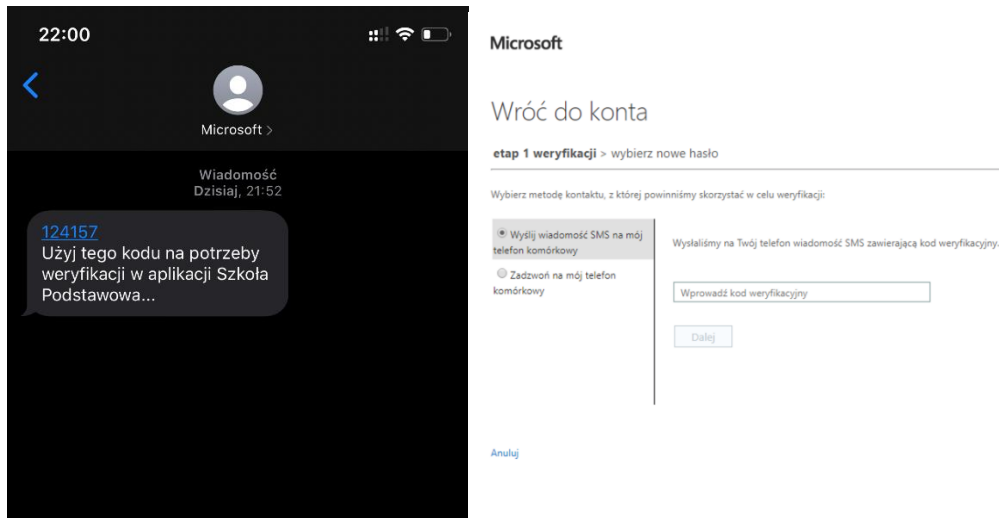 22:00
Microsoft >
Wiadomość
Dzisiaj, 21:52
124157
Użyj tego kodu na potrzeby
weryfikacji w aplikacji Szkoła
Podstawowa...
Microsoft
Wróć do konta
etap 1 weryfikacji > wybierz nowe hasło
Wybierz metodę kontaktu, z której powinniśmy skorzystać w celu weryfikacji:
Wyślij wiadomość SMS na mój
telefon komórkowy
Zadzwoń na mój telefon
komórkowy
Wysłaliśmy na Twój telefon wiadomość SMS zawierającą kod weryfikacyjny.
Wprowadź kod weryfikacyjny
Dalej
Anuluj